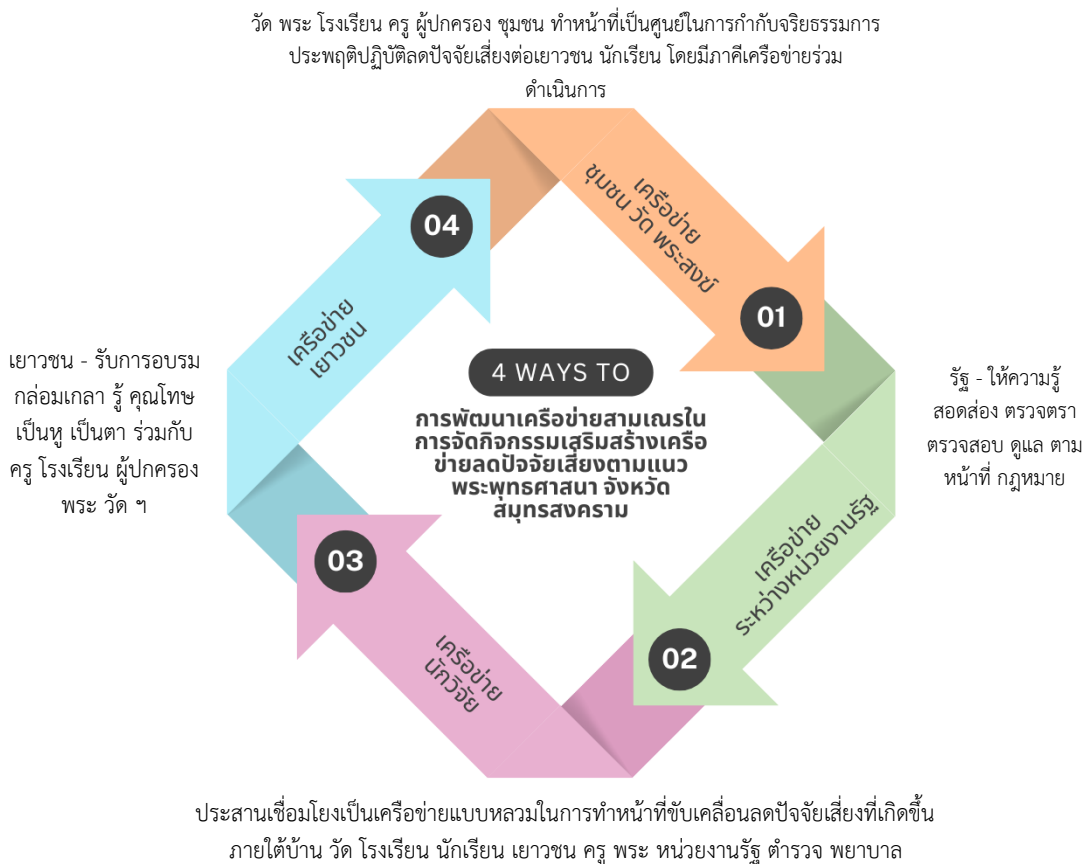 วัด พระ โรงเรียน ครู ผู้ปกครอง ชุมชน ทำหน้าที่เป็นศูนย์ในการกำกับจริยธรรมการ
ประพฤติปฏิบัติลดปัจจัยเสี่ยงต่อเยาวชน นักเรียน โดยมีภาคีเครือข่ายร่วม
ดำเนินการ
เครือข่าย
ชุมชน วัด พระสงฆ์
01
รัฐ - ให้ความรู้
สอดส่อง ตรวจตรา
ตรวจสอบ ดูแล ตาม
หน้าที่ กฎหมาย
เครือข่าย
ระหว่างหน่วยงานรัฐ
02
4 WAYS TO
การพัฒนาเครือข่ายสามเณรใน
การจัดกิจกรรมเสริมสร้างเครือ
ข่ายลดปัจจัยเสี่ยงตามแนว
พระพุทธศาสนา จังหวัด
สมุทรสงคราม
03
เครือข่าย
นักวิจัย
ประสานเชื่อมโยงเป็นเครือข่ายแบบหลวมในการทำหน้าที่ขับเคลื่อนลดปัจจัยเสี่ยงที่เกิดขึ้น
ภายใต้บ้าน วัด โรงเรียน นักเรียน เยาวชน ครู พระ หน่วยงานรัฐ ตำรวจ พยาบาล
04
เครือข่าย
เยาวชน
เยาวชน - รับการอบรม
กล่อมเกลา รู้ คุณโทษ
เป็นหู เป็นตา ร่วมกับ
ครู โรงเรียน ผู้ปกครอง
พระ วัด ฯ